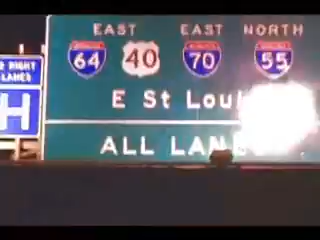 EAST EAST NORTH
64 40 70 55
E St Loui
ALL LAN
RIGHT
LANES
H